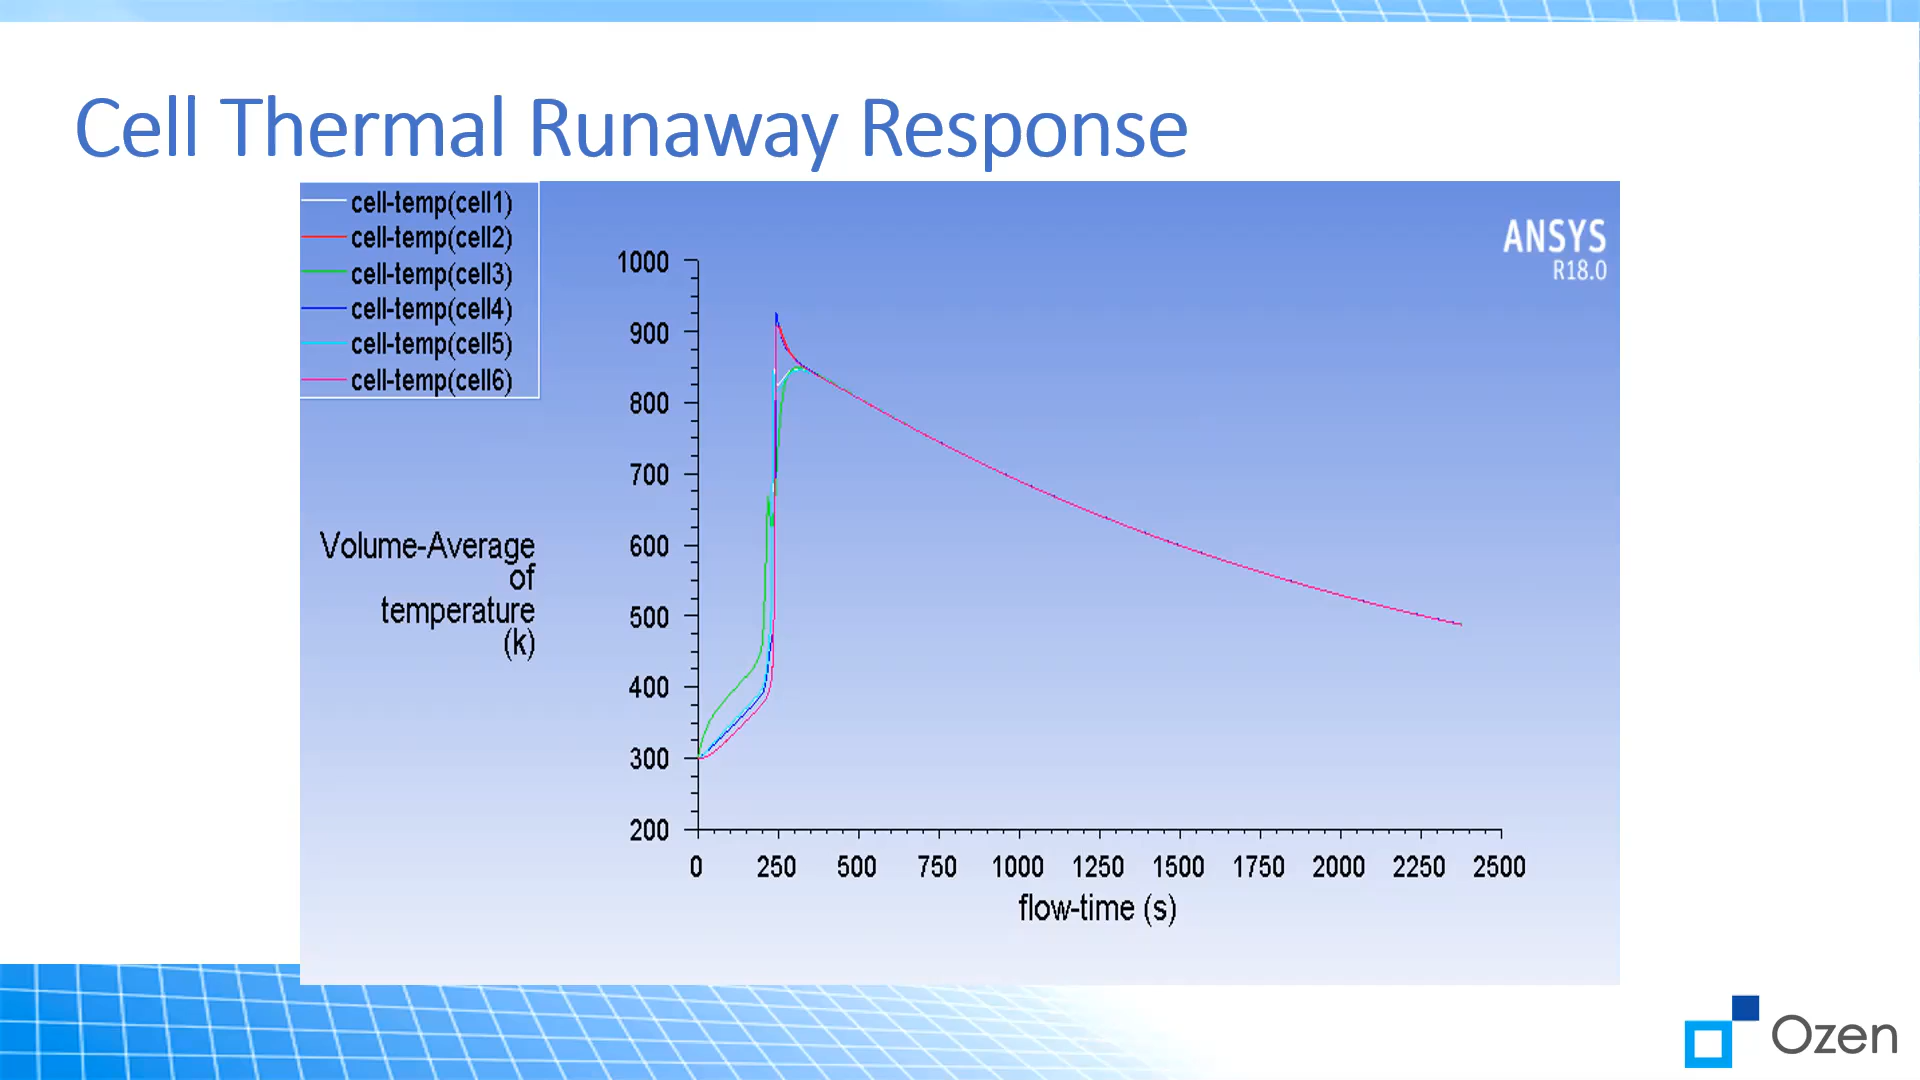 Cell Thermal Runaway Response
cell-temp(cell1)
cell-temp(cell2)
cell-temp(cell3)
cell-temp(cell4)
cell-temp(cell5)
cell-temp(cell6)
ANSYS
R18.0
1000
900
800
700
600
500
400
300
200
Volume-Average
of
temperature
(k)
0 250 500 750 1000 1250 1500 1750 2000 2250 2500
flow-time (s)
Ozen